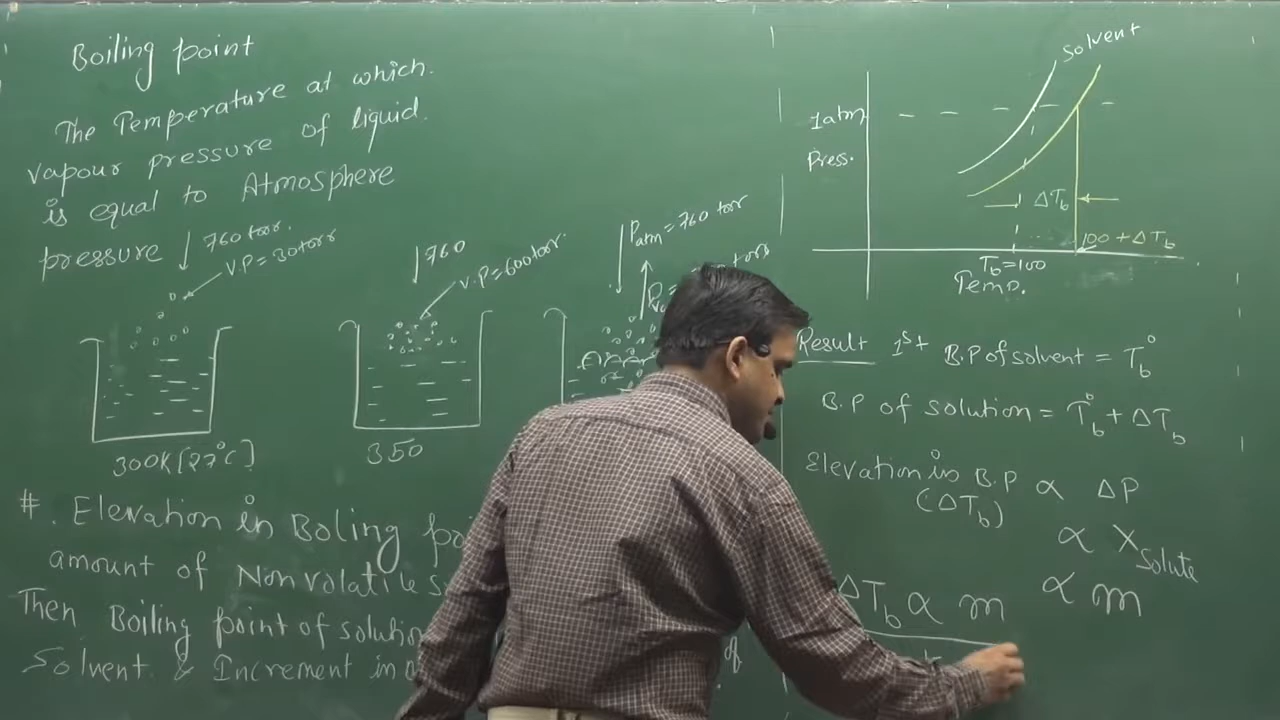 Boiling point
The Temperature at which
vapour pressure of liquid
is equal to Atmosphere
pressure
760 torr.
V.P = 30 torr
300K [27°C]
760
V.P = 600 torr.
350
Patm = 760 torr
#. Elevation in Boling
amount of Nonvolatile
Then Boiling point of solution
Solvent. & Increment in
of
Solvent
1atm
Press.
ΔTb
100 + ΔTb
Tb = 100
Temp.
Result 1st B.P of solvent = Tb°
B.P of solution = Tb° + ΔTb
Elevation in B.P ∝ ΔP
(ΔTb)
∝ Xsolute
ΔTb ∝ m
∝ m